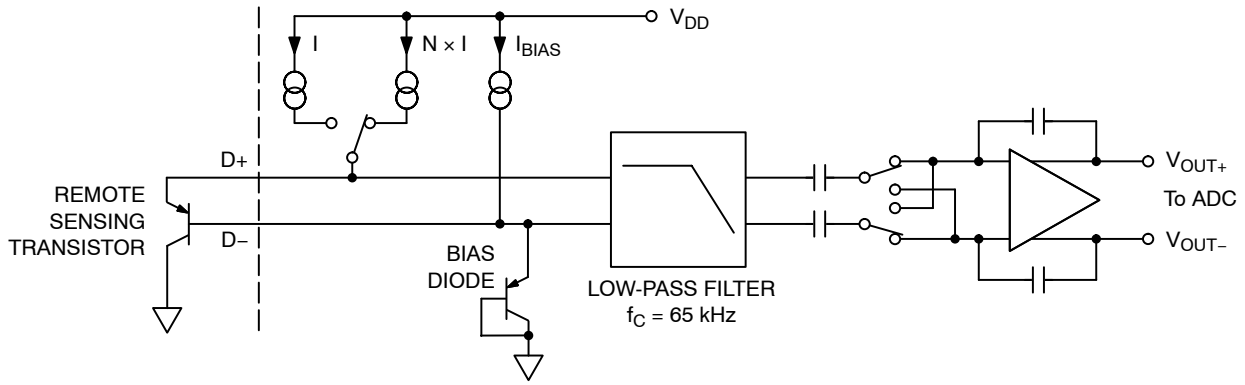 V_DD
I
N × I
I_BIAS
D+
REMOTE
SENSING
TRANSISTOR
D−
BIAS
DIODE
LOW-PASS FILTER
f_C = 65 kHz
V_OUT+
To ADC
V_OUT−